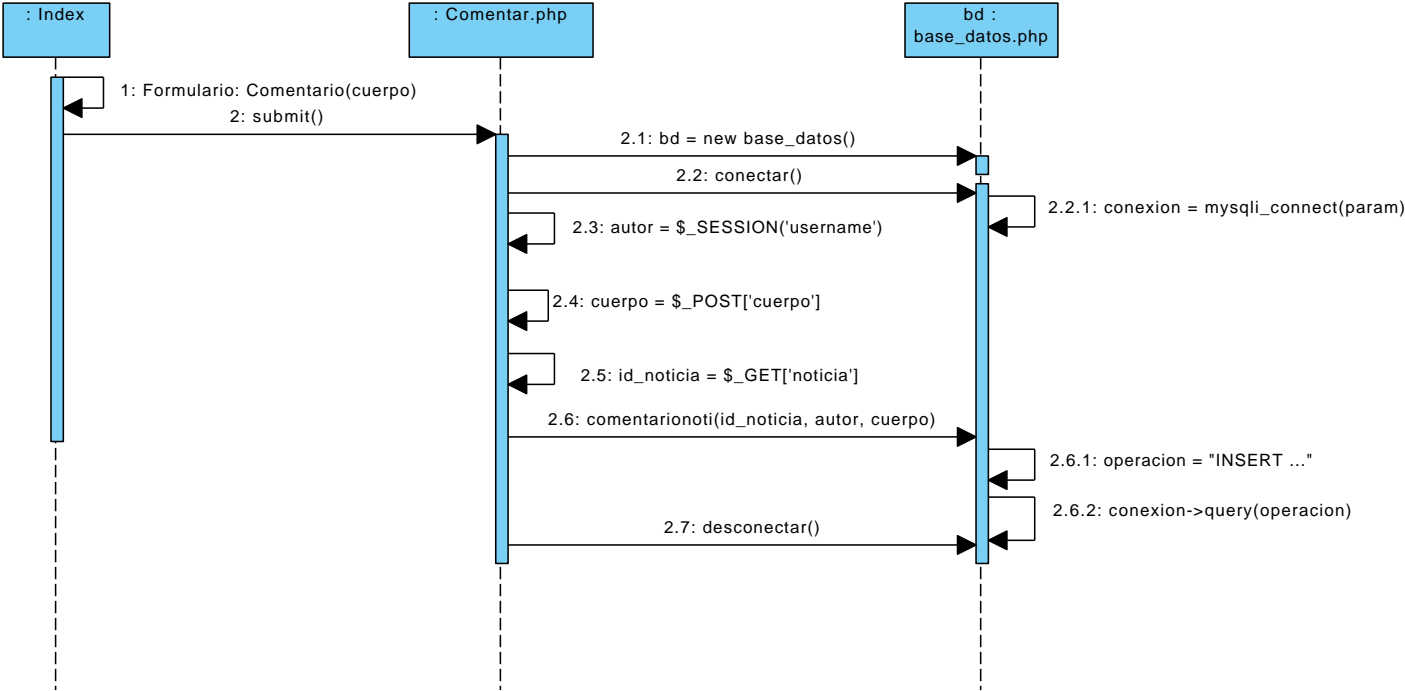 : Index
: Comentar.php
bd :
base_datos.php
1: Formulario: Comentario(cuerpo)
2: submit()
2.1: bd = new base_datos()
2.2: conectar()
2.2.1: conexion = mysqli_connect(param)
2.3: autor = $_SESSION('username')
2.4: cuerpo = $_POST['cuerpo']
2.5: id_noticia = $_GET['noticia']
2.6: comentarionoti(id_noticia, autor, cuerpo)
2.6.1: operacion = "INSERT ..."
2.6.2: conexion->query(operacion)
2.7: desconectar()